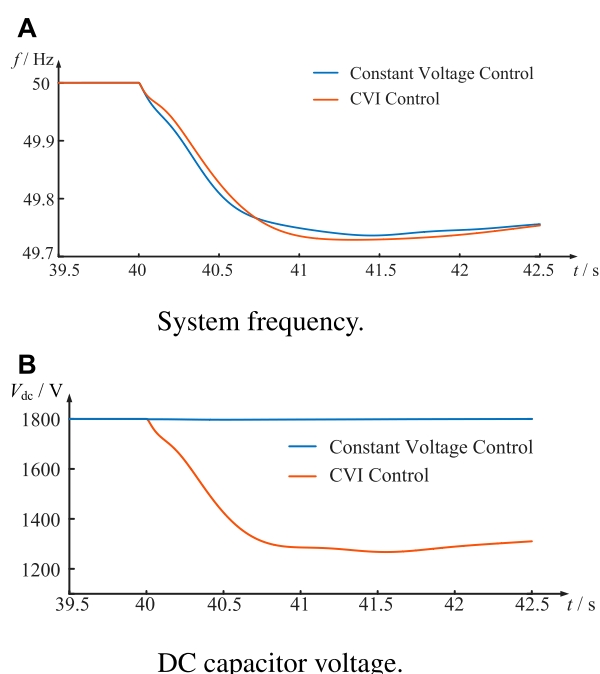 A
f / Hz
Constant Voltage Control
CVI Control
50
49.9
49.8
49.7
39.5 40 40.5 41 41.5 42 42.5 t / s
System frequency.
B
Vdc / V
1800
Constant Voltage Control
1600
CVI Control
1400
1200
39.5 40 40.5 41 41.5 42 42.5 t / s
DC capacitor voltage.